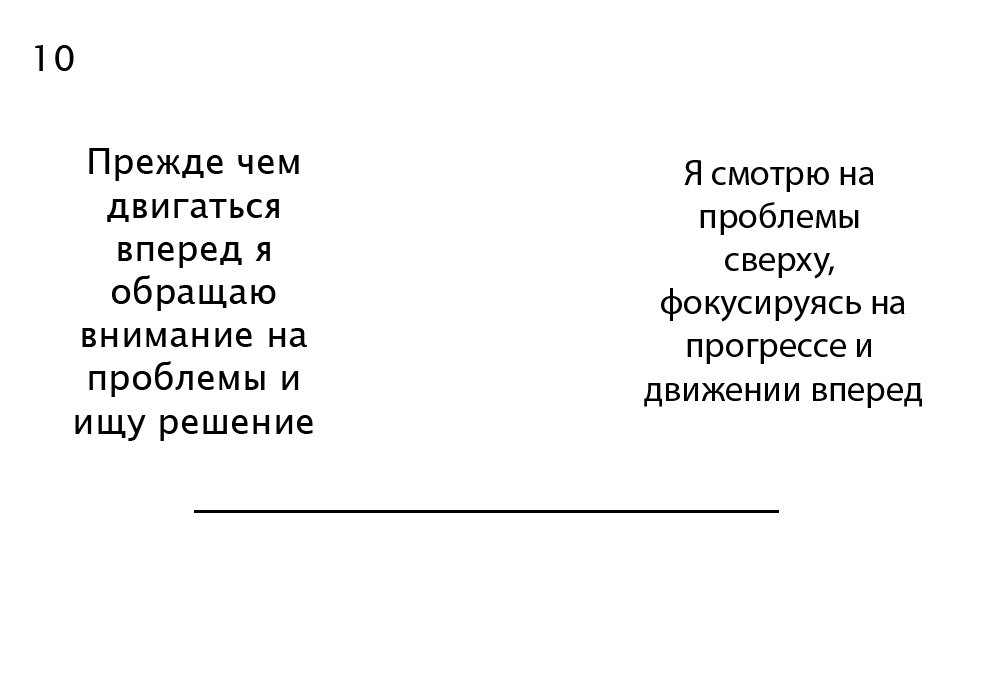 10
Прежде чем
двигаться
вперед я
обращаю
внимание на
проблемы и
ищу решение
Я смотрю на
проблемы
сверху,
фокусируясь на
прогрессе и
движении вперед